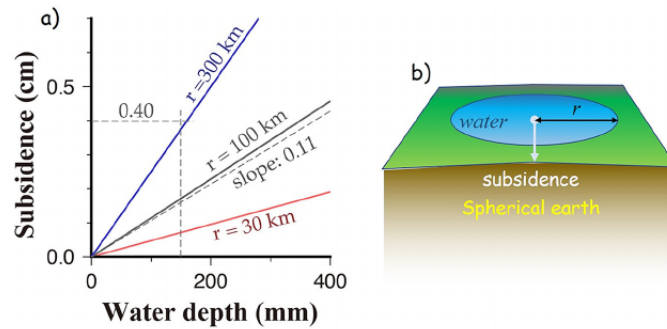 a)
Subsidence (cm)
0.5
0.0
0.40
r = 300 km
r = 100 km
slope: 0.11
r = 30 km
0
200
400
Water depth (mm)
b)
water
r
subsidence
Spherical earth